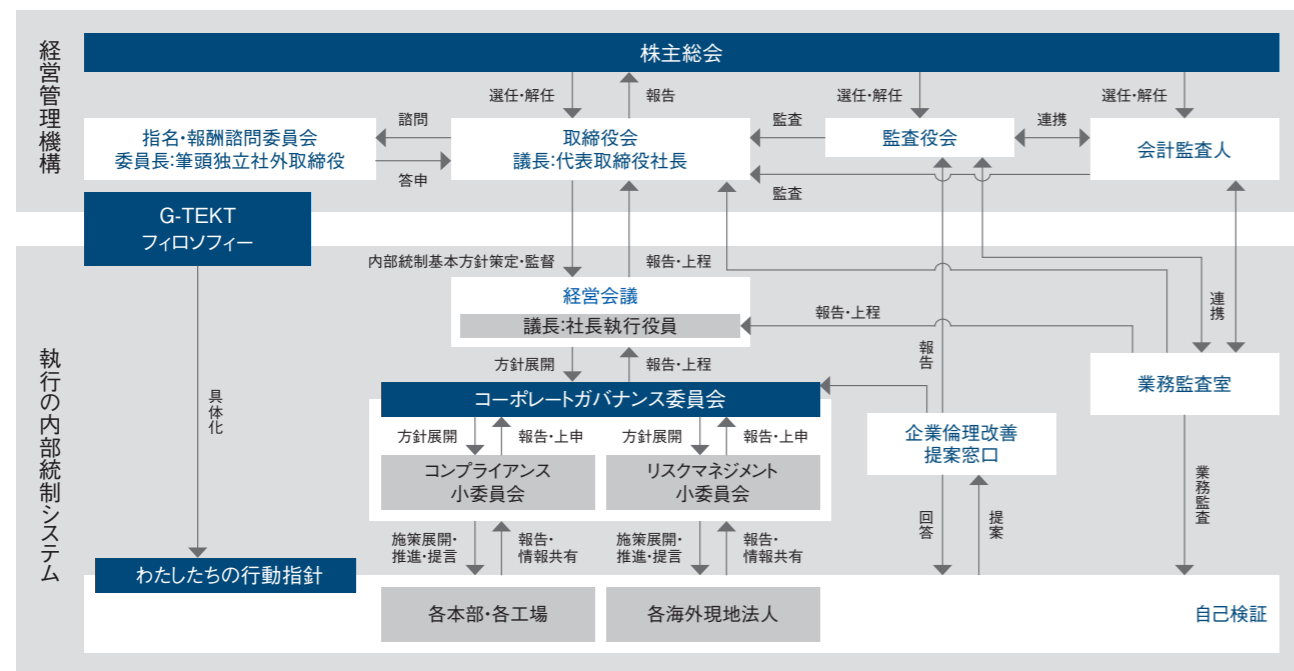 経営管理機構
株主総会
選任・解任
報告
選任・解任
選任・解任
指名・報酬諮問委員会
委員長:筆頭独立社外取締役
諮問
答申
取締役会
議長:代表取締役社長
監査
監査役会
連携
会計監査人
監査
G-TEKT
フィロソフィー
執行の内部統制システム
内部統制基本方針策定・監督
報告・上程
経営会議
議長:社長執行役員
報告・上程
連携
方針展開
報告・上程
報告
業務監査室
具体化
コーポレートガバナンス委員会
方針展開
報告・上申
方針展開
報告・上申
企業倫理改善
提案窓口
コンプライアンス
小委員会
リスクマネジメント
小委員会
業務監査
施策展開・
推進・提言
報告・
情報共有
施策展開・
推進・提言
報告・
情報共有
回答
提案
わたしたちの行動指針
各本部・各工場
各海外現地法人
自己検証